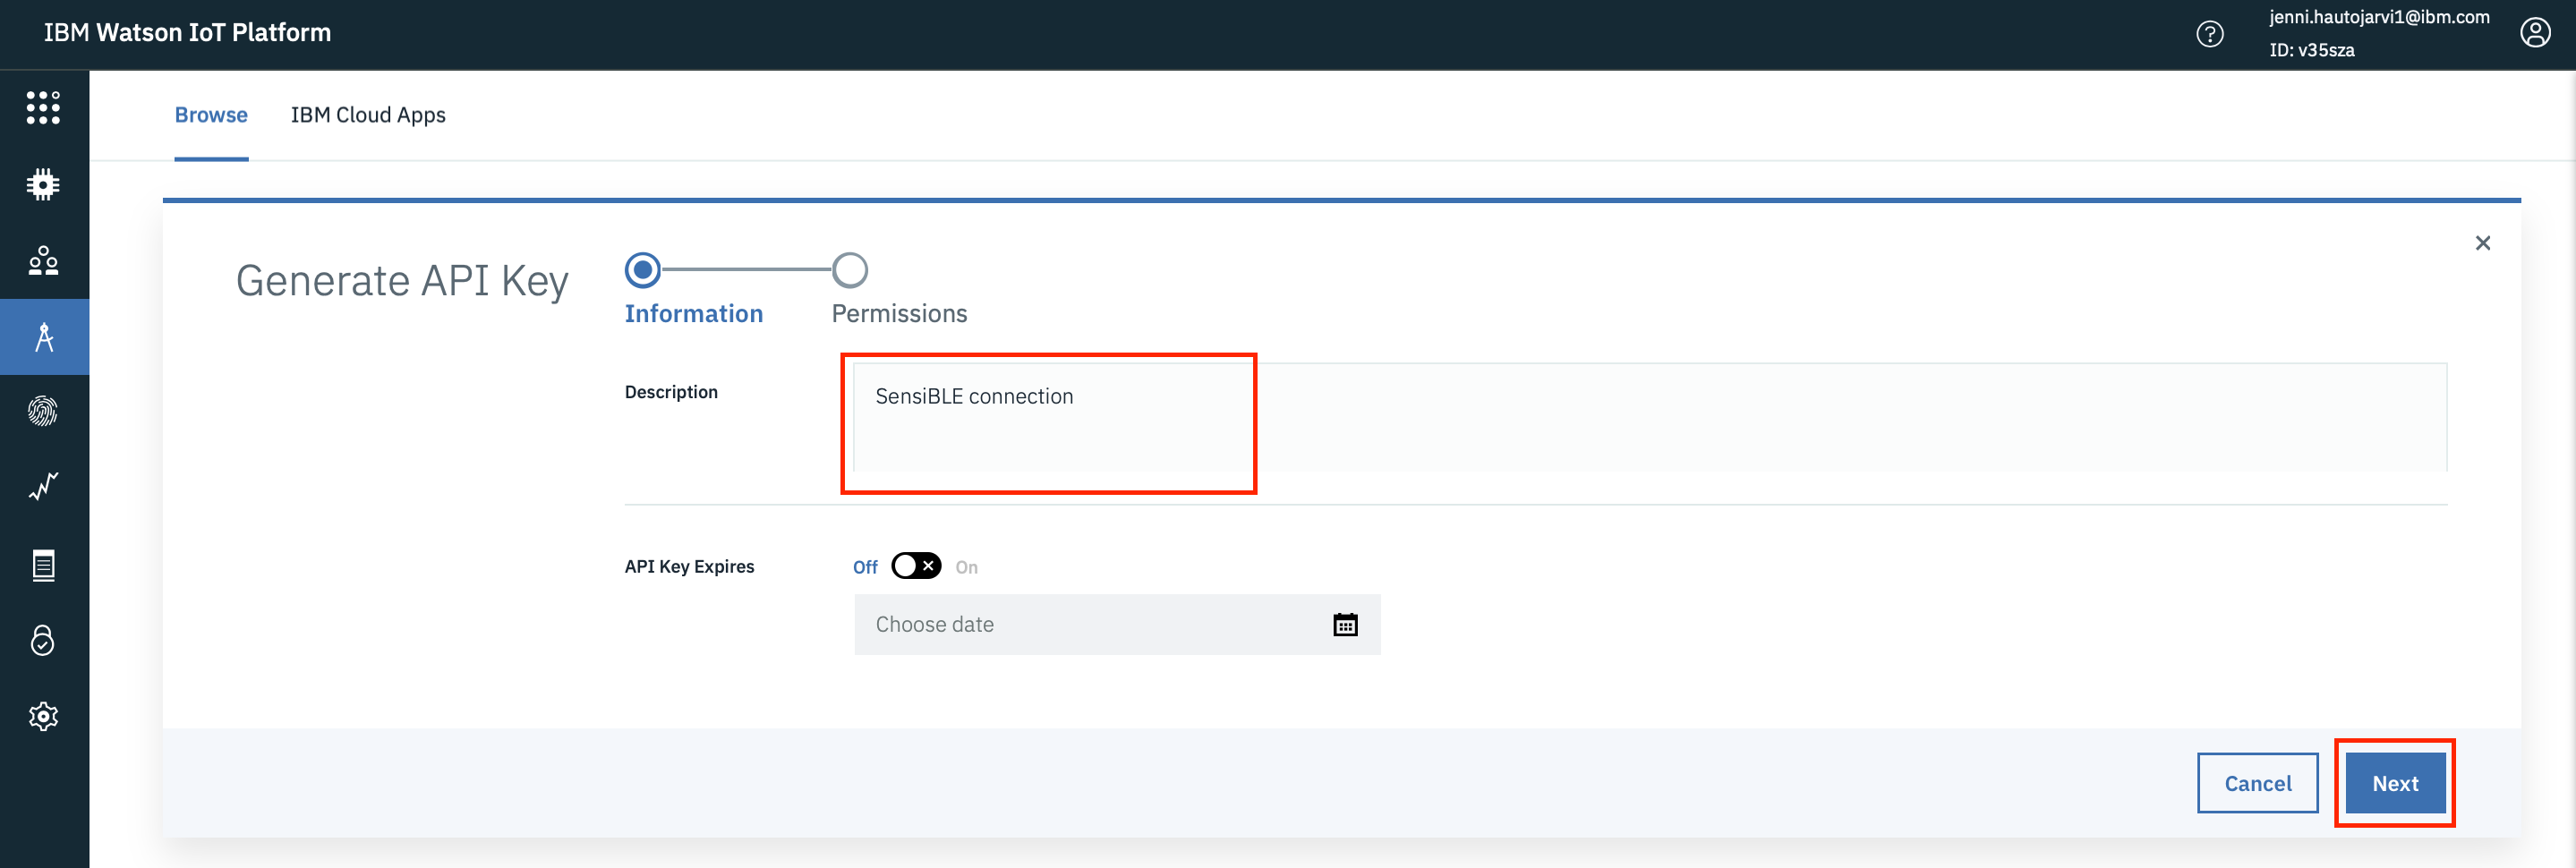 IBM Watson IoT Platform
jenni.hautojarvi1@ibm.com
ID: v35sza
Browse
IBM Cloud Apps
Generate API Key
Information
Permissions
Description
SensiBLE connection
API Key Expires
Off
On
Choose date
Cancel
Next